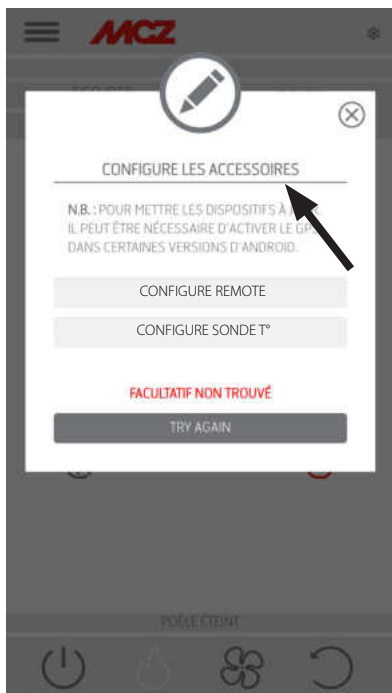 MCZ
CONFIGURE LES ACCESSOIRES
N.B. : POUR METTRE LES DISPOSITIFS À
IL PEUT ÊTRE NÉCESSAIRE D'ACTIVER LE GPS
DANS CERTAINES VERSIONS D'ANDROID.
CONFIGURE REMOTE
CONFIGURE SONDE T°
FACULTATIF NON TROUVÉ
TRY AGAIN
POÊLE ÉTEINT